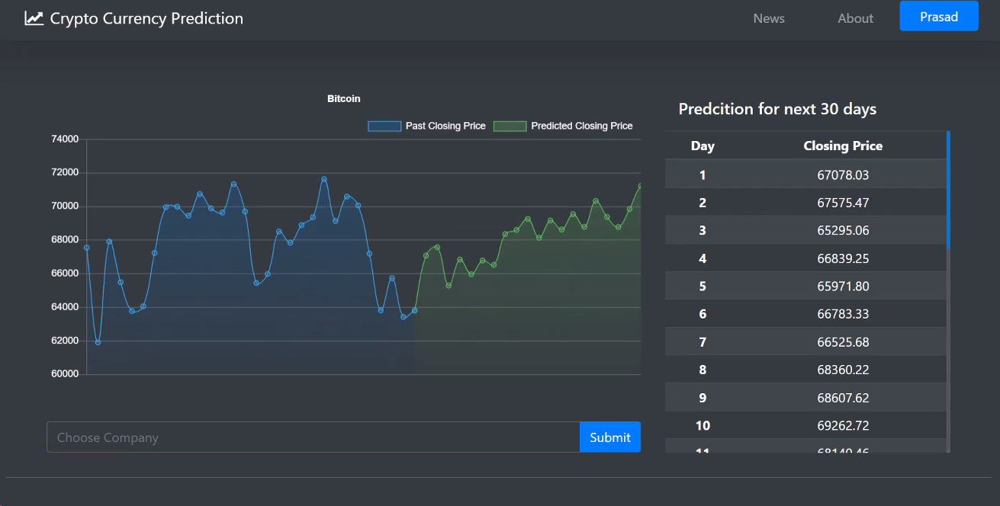 Crypto Currency Prediction
News
About
Prasad
Bitcoin
Past Closing Price
Predicted Closing Price
74000
72000
70000
68000
66000
64000
62000
60000
Choose Company
Submit
Predcition for next 30 days
Day Closing Price
1 67078.03
2 67575.47
3 65295.06
4 66839.25
5 65971.80
6 66783.33
7 66525.68
8 68360.22
9 68607.62
10 69262.72
11 68140.46